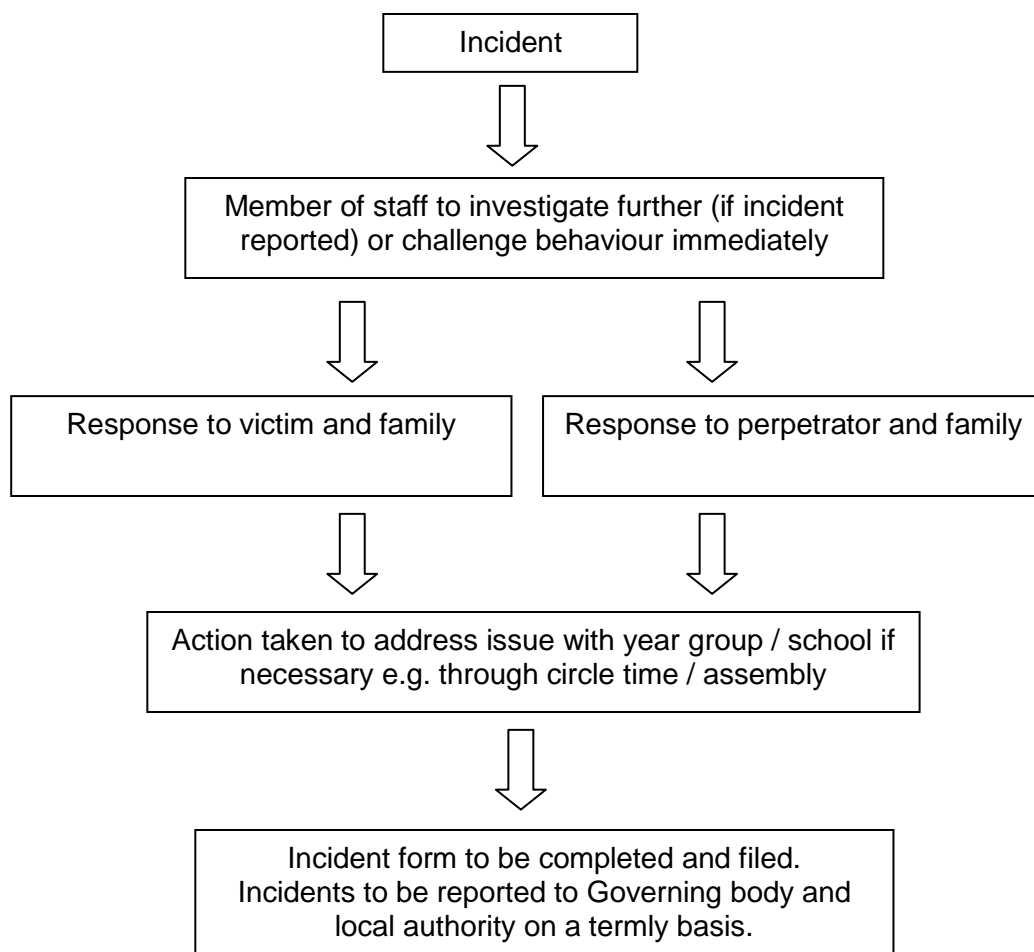 Incident
Member of staff to investigate further (if incident
reported) or challenge behaviour immediately
Response to victim and family
Response to perpetrator and family
Action taken to address issue with year group / school if
necessary e.g. through circle time / assembly
Incident form to be completed and filed.
Incidents to be reported to Governing body and
local authority on a termly basis.